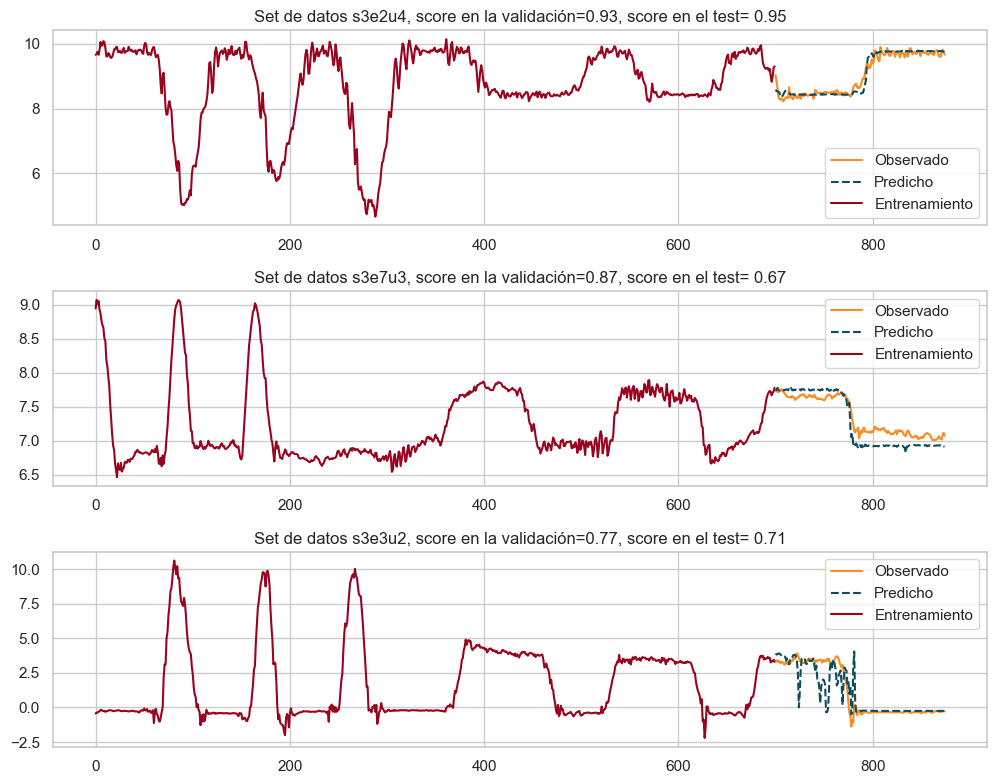 Set de datos s3e2u4, score en la validación=0.93, score en el test= 0.95
10
8
6
Observado
Predicho
Entrenamiento
0 200 400 600 800
Set de datos s3e7u3, score en la validación=0.87, score en el test= 0.67
9.0
8.5
8.0
7.5
7.0
6.5
Observado
Predicho
Entrenamiento
0 200 400 600 800
Set de datos s3e3u2, score en la validación=0.77, score en el test= 0.71
10.0
7.5
5.0
2.5
0.0
−2.5
Observado
Predicho
Entrenamiento
0 200 400 600 800